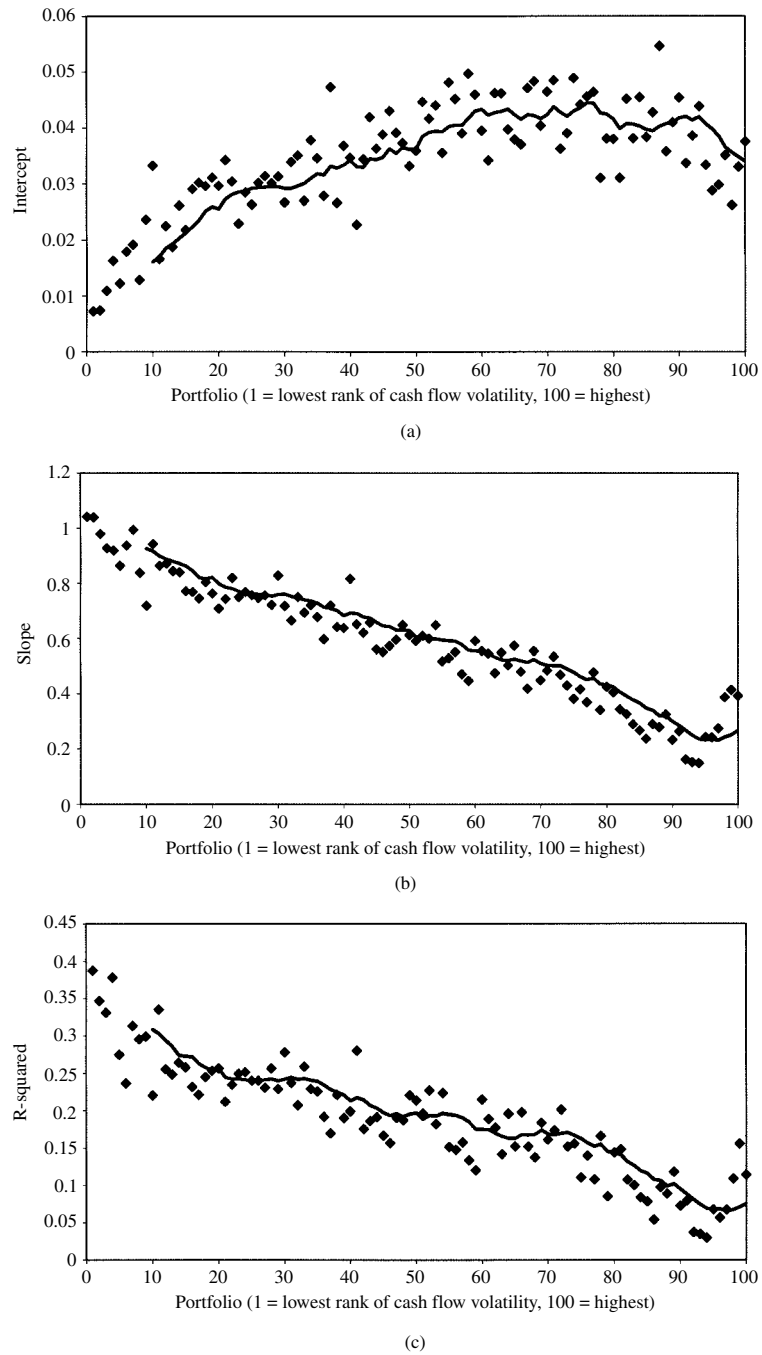 0.06
0.05
0.04
0.03
0.02
0.01
0
Intercept
0 10 20 30 40 50 60 70 80 90 100
Portfolio (1 = lowest rank of cash flow volatility, 100 = highest)
(a)
1.2
1
0.8
0.6
0.4
0.2
0
Slope
0 10 20 30 40 50 60 70 80 90 100
Portfolio (1 = lowest rank of cash flow volatility, 100 = highest)
(b)
0.45
0.4
0.35
0.3
0.25
0.2
0.15
0.1
0.05
0
R-squared
0 10 20 30 40 50 60 70 80 90 100
Portfolio (1 = lowest rank of cash flow volatility, 100 = highest)
(c)